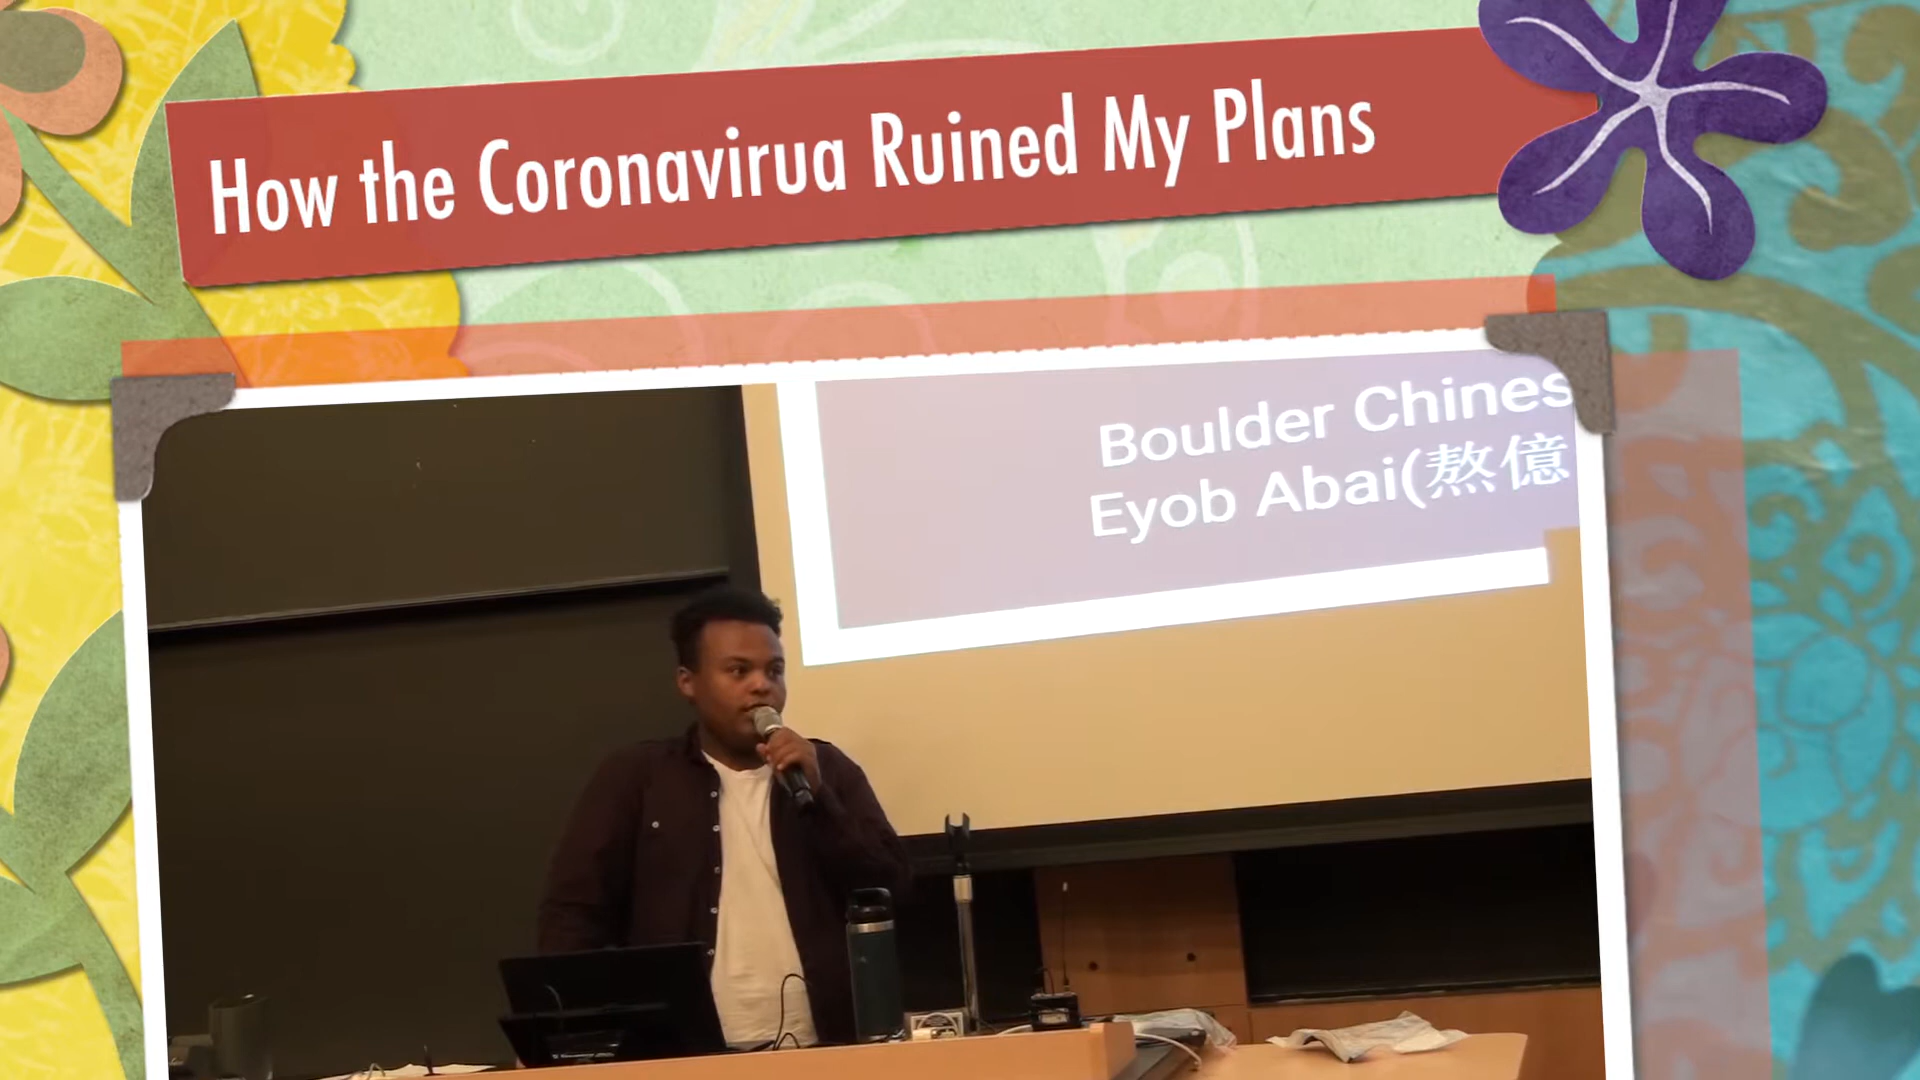 How the Coronavirua Ruined My Plans
Boulder Chines
Eyob Abai(熬億